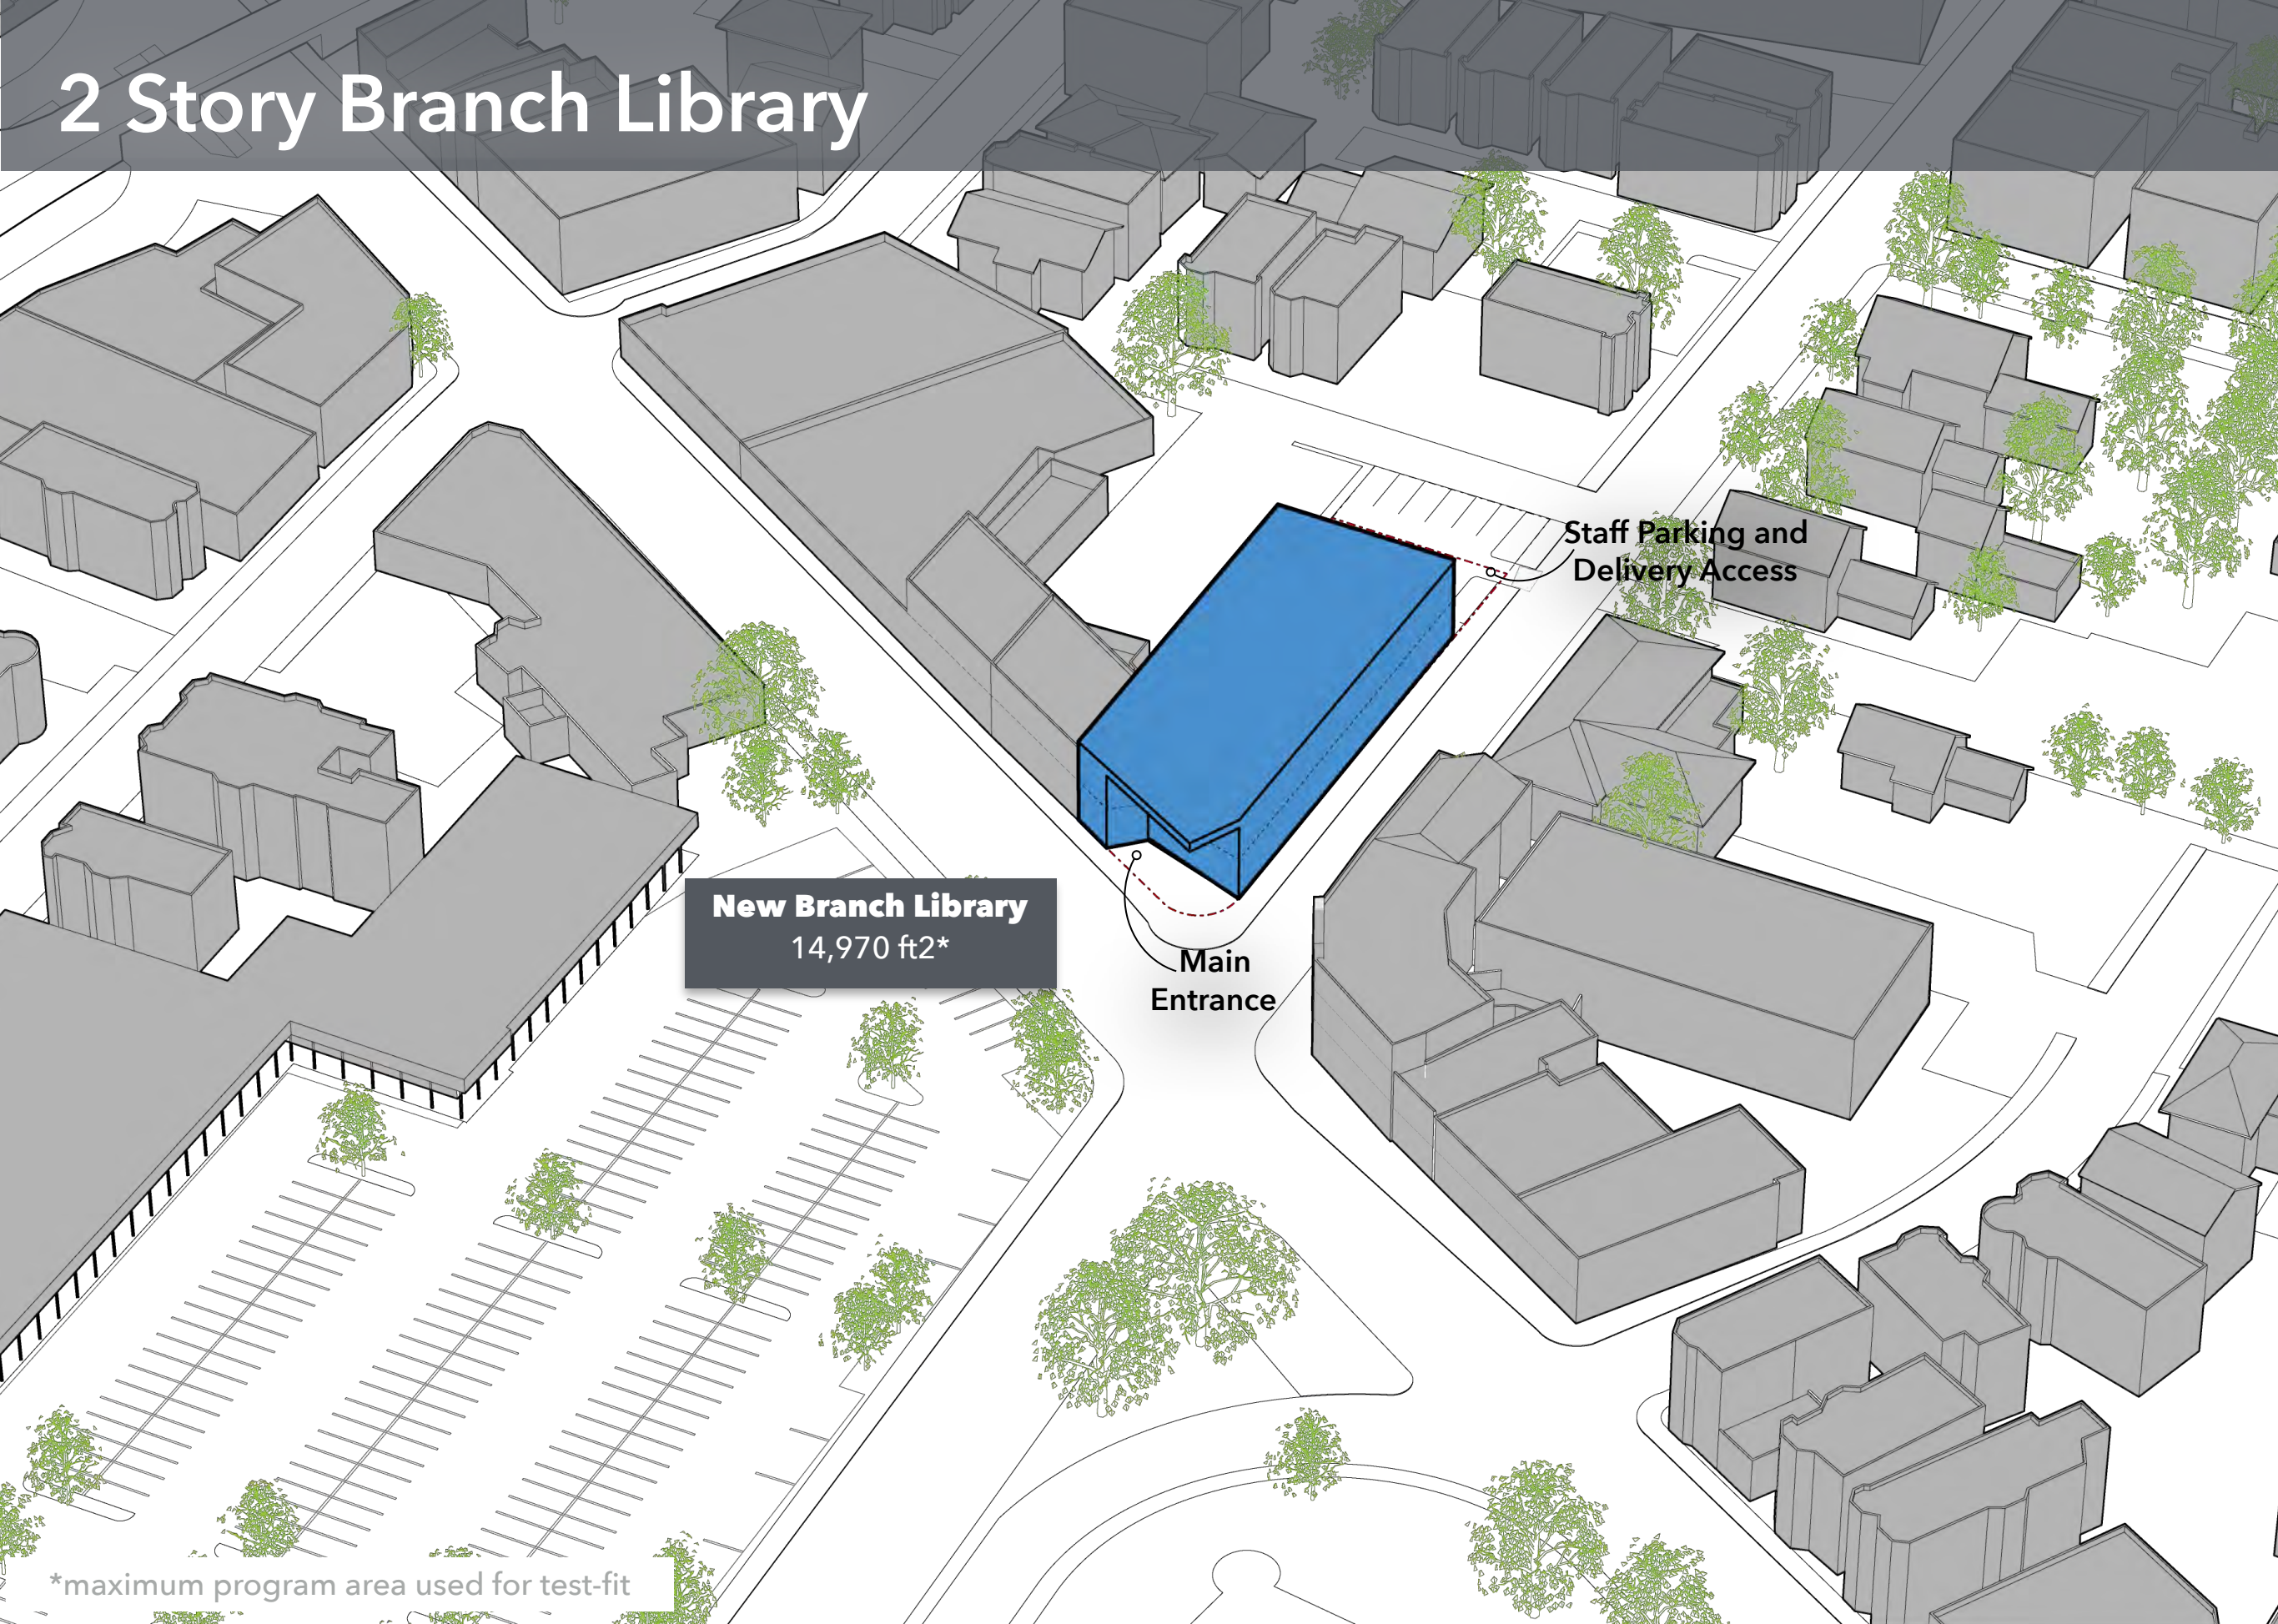 2 Story Branch Library
Staff Parking and
Delivery Access
New Branch Library
14,970 ft2*
Main
Entrance
*maximum program area used for test-fit